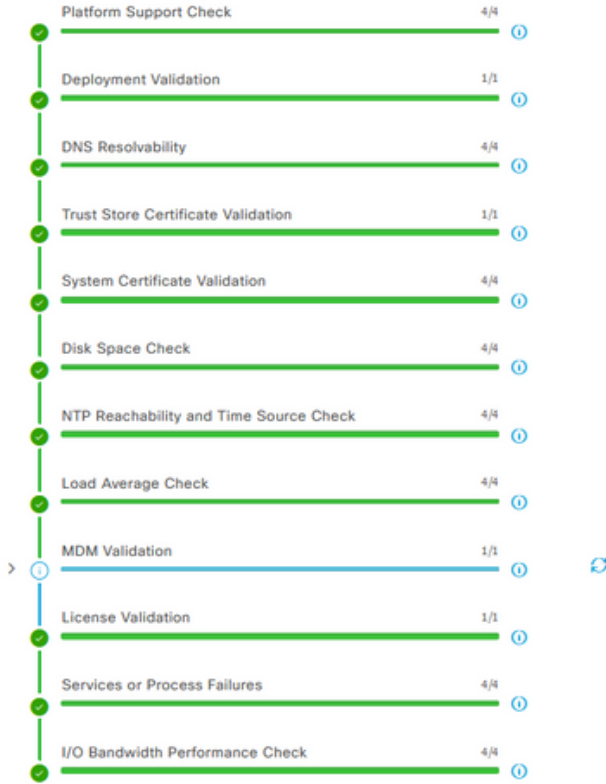 Platform Support Check 4/4
Deployment Validation 1/1
DNS Resolvability 4/4
Trust Store Certificate Validation 1/1
System Certificate Validation 4/4
Disk Space Check 4/4
NTP Reachability and Time Source Check 4/4
Load Average Check 4/4
MDM Validation 1/1
License Validation 1/1
Services or Process Failures 4/4
I/O Bandwidth Performance Check 4/4